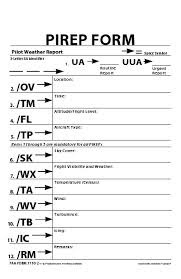 PIREP FORM
Pilot Weather Report
= Space Symbol
3-Letter SA Identifier
1. UA
UUA
Routine Report
Urgent Report
2. /OV
Location:
3. /TM
Time:
4. /FL
Altitude/Flight Level:
5. /TP
Aircraft Type:
Items 1 through 5 are mandatory for all PIREPs
6. /SK
Sky Cover:
7. /WX
Flight Visibility and Weather:
8. /TA
Temperature (Celsius):
9. /WV
Wind:
10. /TB
Turbulence:
11. /IC
Icing:
12. /RM
Remarks:
FAA FORM 7110-2